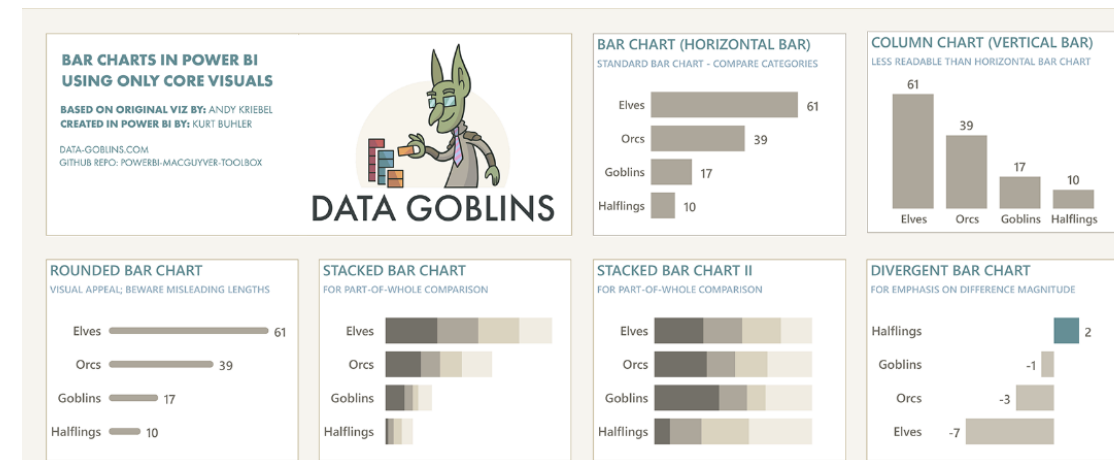 BAR CHARTS IN POWER BI
USING ONLY CORE VISUALS
BASED ON ORIGINAL VIZ BY: ANDY KRIEBEL
CREATED IN POWER BI BY: KURT BUHLER
DATA-GOBLINS.COM
GITHUB REPO: POWERBI-MACGUYVER-TOOLBOX
DATA GOBLINS
BAR CHART (HORIZONTAL BAR)
STANDARD BAR CHART - COMPARE CATEGORIES
Elves 61
Orcs 39
Goblins 17
Halflings 10
COLUMN CHART (VERTICAL BAR)
LESS READABLE THAN HORIZONTAL BAR CHART
61
39
17
10
Elves Orcs Goblins Halflings
ROUNDED BAR CHART
VISUAL APPEAL; BEWARE MISLEADING LENGTHS
Elves 61
Orcs 39
Goblins 17
Halflings 10
STACKED BAR CHART
FOR PART-OF-WHOLE COMPARISON
Elves
Orcs
Goblins
Halflings
STACKED BAR CHART II
FOR PART-OF-WHOLE COMPARISON
Elves
Orcs
Goblins
Halflings
DIVERGENT BAR CHART
FOR EMPHASIS ON DIFFERENCE MAGNITUDE
Halflings 2
Goblins -1
Orcs -3
Elves -7